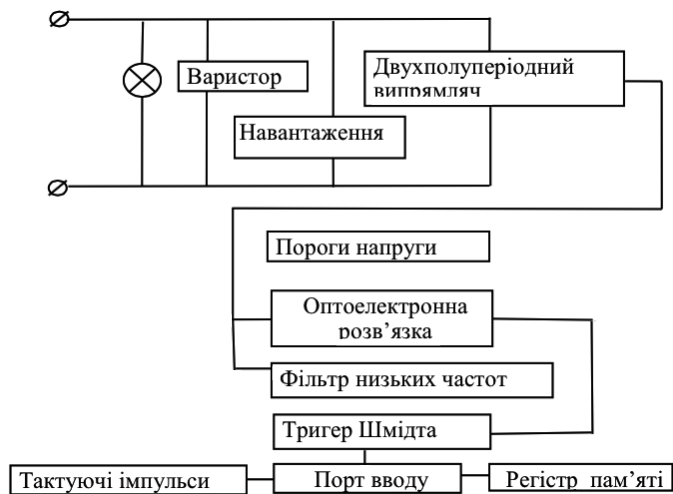 Варистор
Двухполуперіодний
випрямляч
Навантаження
Пороги напруги
Оптоелектронна
розв’язка
Фільтр низьких частот
Тригер Шмідта
Тактуючі імпульси
Порт вводу
Регістр пам’яті